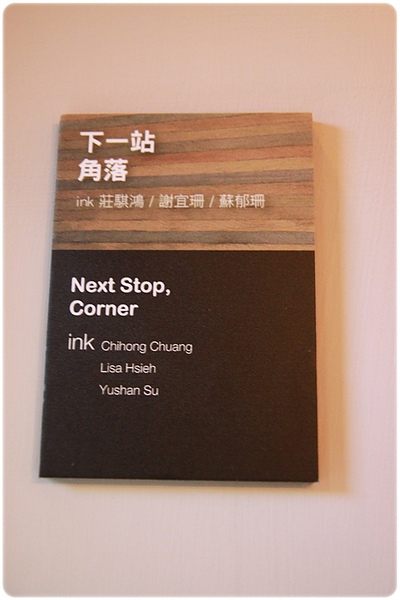 下一站
角落
ink 莊騏鴻 / 謝宜珊 / 蘇郁珊
Next Stop,
Corner
ink Chihong Chuang
Lisa Hsieh
Yushan Su